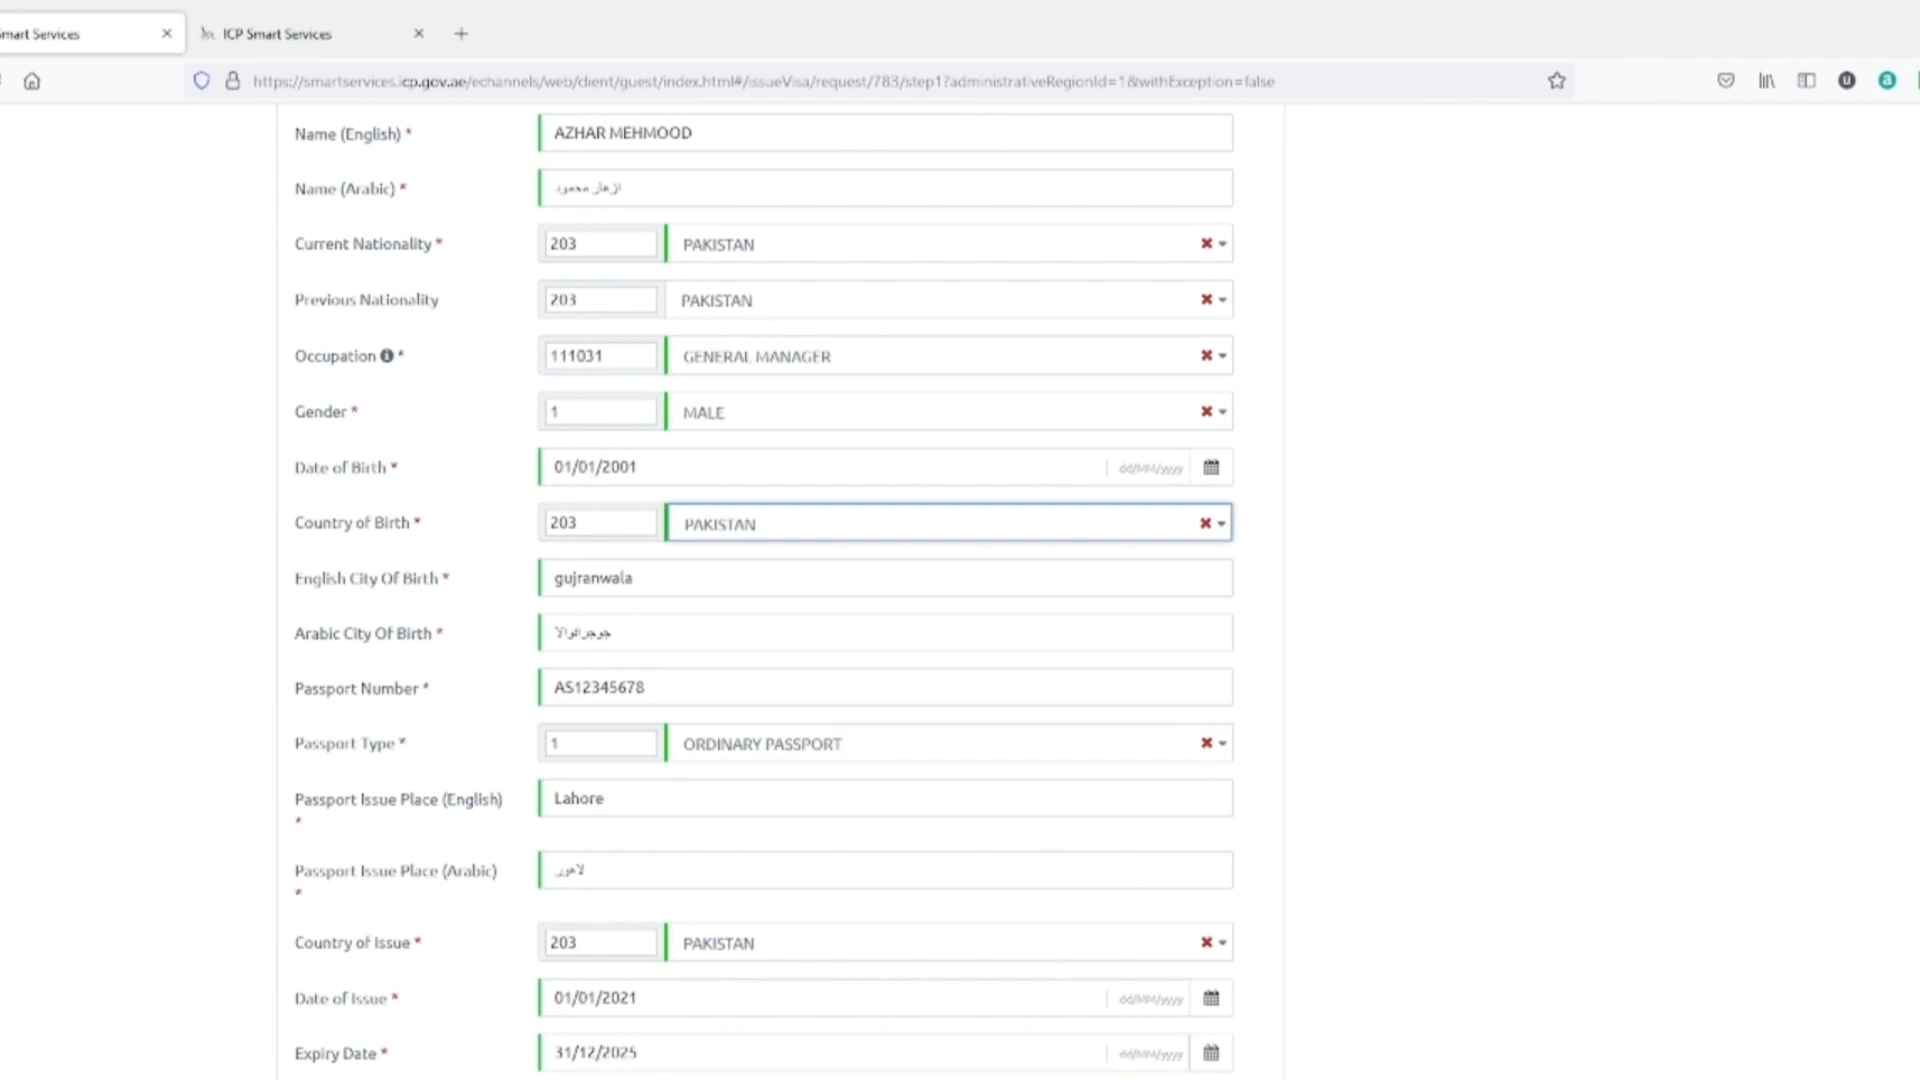 mart Services
ICP Smart Services
https://smartservices.icp.gov.ae/echannels/web/client/guest/index.html#/issueVisa/request/783/step1?administrativeRegionId=1&withException=false
Name (English) * AZHAR MEHMOOD
Name (Arabic) * ازهار محمود
Current Nationality * 203 PAKISTAN
Previous Nationality 203 PAKISTAN
Occupation * 111031 GENERAL MANAGER
Gender * 1 MALE
Date of Birth * 01/01/2001 dd/MM/yyyy
Country of Birth * 203 PAKISTAN
English City Of Birth * gujranwala
Arabic City Of Birth * جوجرانوالا
Passport Number * AS12345678
Passport Type * 1 ORDINARY PASSPORT
Passport Issue Place (English) * Lahore
Passport Issue Place (Arabic) * لاهور
Country of Issue * 203 PAKISTAN
Date of Issue * 01/01/2021 dd/MM/yyyy
Expiry Date * 31/12/2025 dd/MM/yyyy